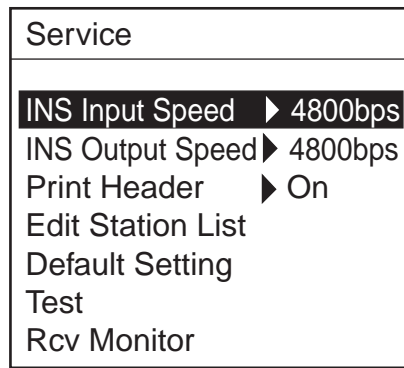 Service
INS Input Speed ▶ 4800bps
INS Output Speed ▶ 4800bps
Print Header ▶ On
Edit Station List
Default Setting
Test
Rcv Monitor